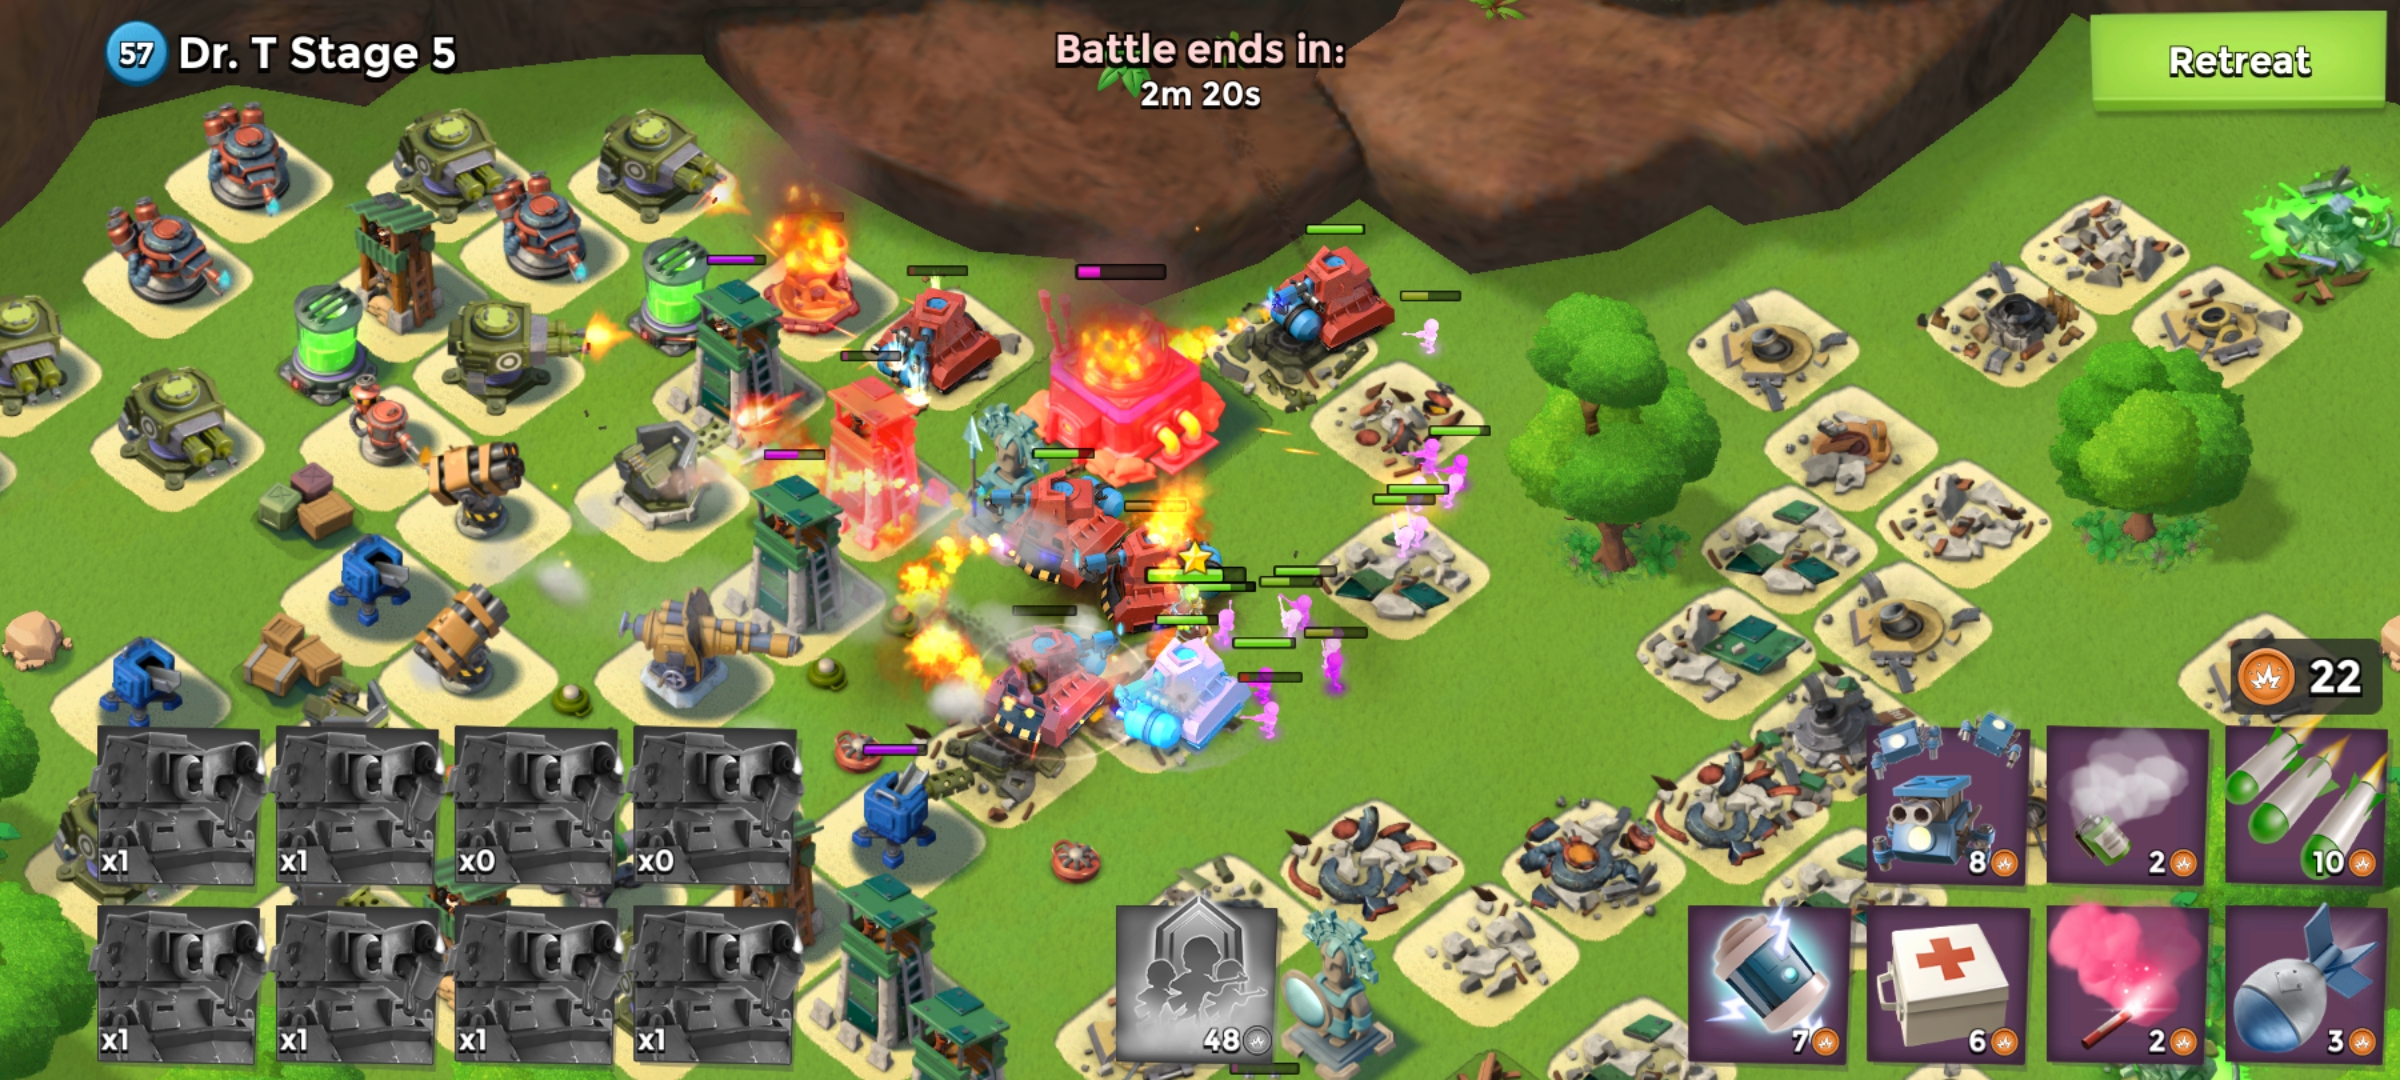 57 Dr. T Stage 5
Battle ends in:
2m 20s
Retreat
22
x1
x1
x0
x0
8
2
10
x1
x1
x1
x1
48
7
6
2
3